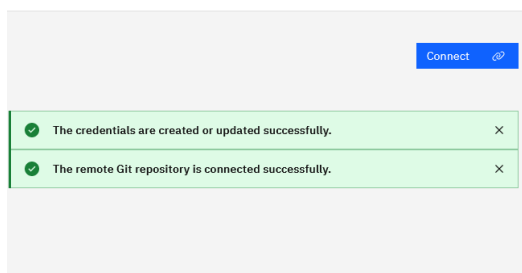 Connect
The credentials are created or updated successfully.
The remote Git repository is connected successfully.